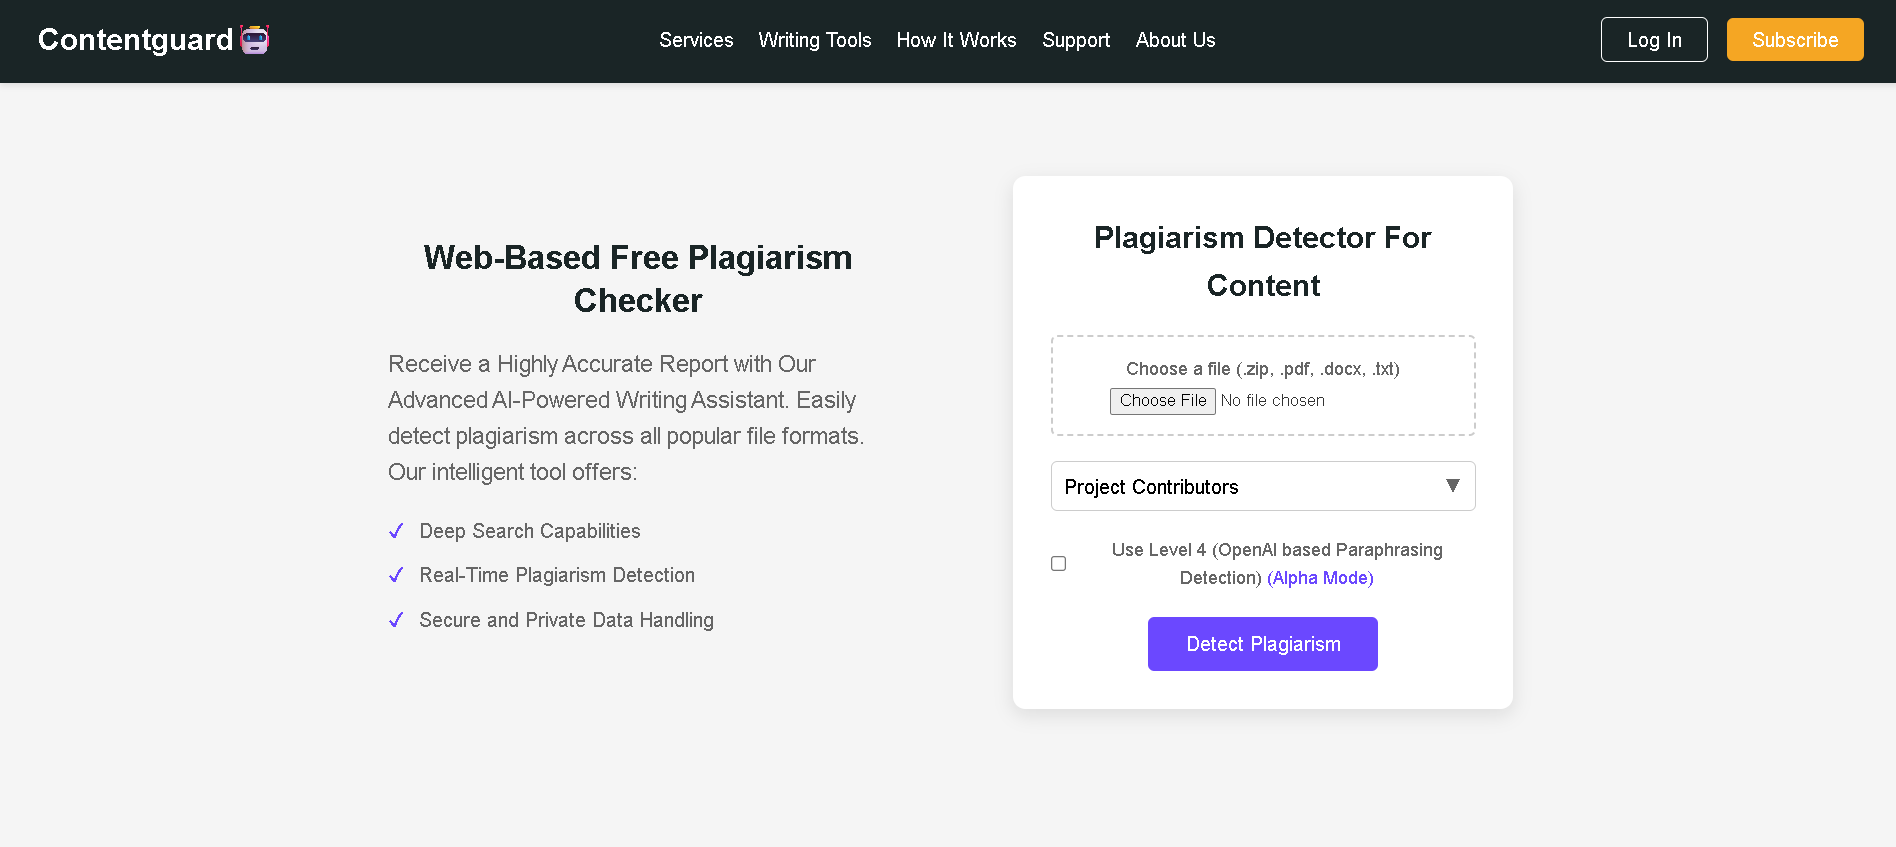 Contentguard
Services
Writing Tools
How It Works
Support
About Us
Log In
Subscribe
Web-Based Free Plagiarism
Checker
Receive a Highly Accurate Report with Our
Advanced AI-Powered Writing Assistant. Easily
detect plagiarism across all popular file formats.
Our intelligent tool offers:
Deep Search Capabilities
Real-Time Plagiarism Detection
Secure and Private Data Handling
Plagiarism Detector For
Content
Choose a file (.zip, .pdf, .docx, .txt)
Choose File No file chosen
Project Contributors
Use Level 4 (OpenAI based Paraphrasing
Detection) (Alpha Mode)
Detect Plagiarism